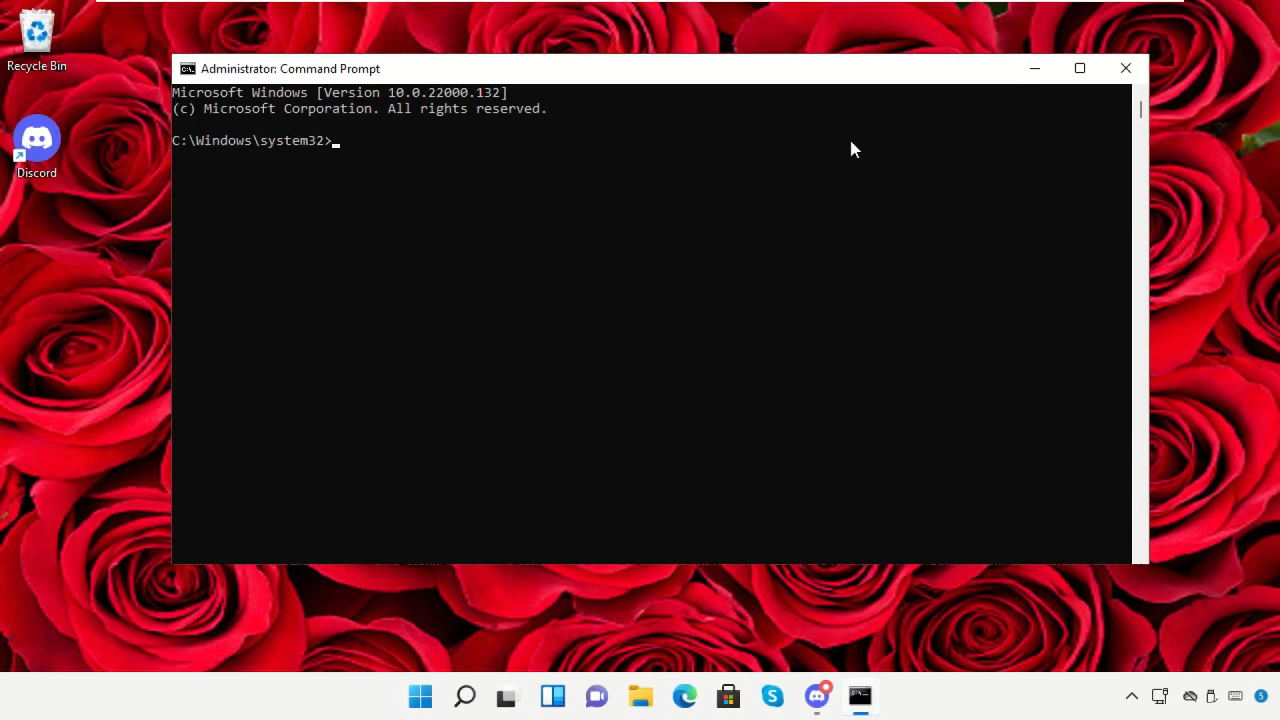 Recycle Bin
Discord
Administrator: Command Prompt
Microsoft Windows [Version 10.0.22000.132]
(c) Microsoft Corporation. All rights reserved.
C:\Windows\system32>
5